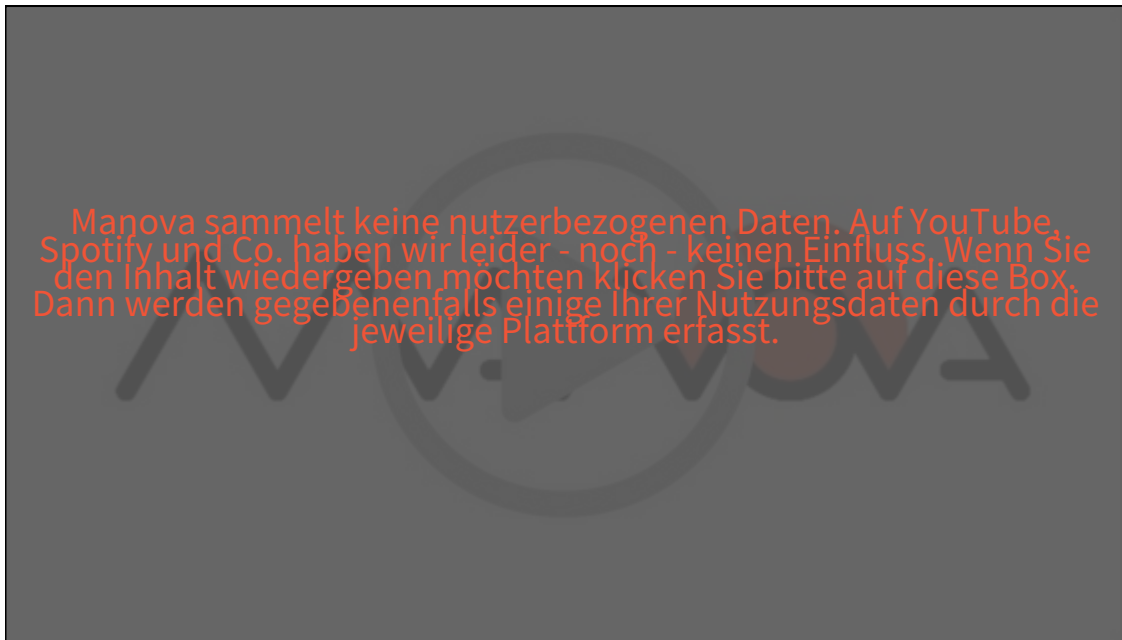 Manova sammelt keine nutzerbezogenen Daten. Auf YouTube,
Spotify und Co. haben wir leider - noch - keinen Einfluss. Wenn Sie
den Inhalt wiedergeben möchten klicken Sie bitte auf diese Box.
Dann werden gegebenenfalls einige Ihrer Nutzungsdaten durch die
jeweilige Plattform erfasst.
MANOVA